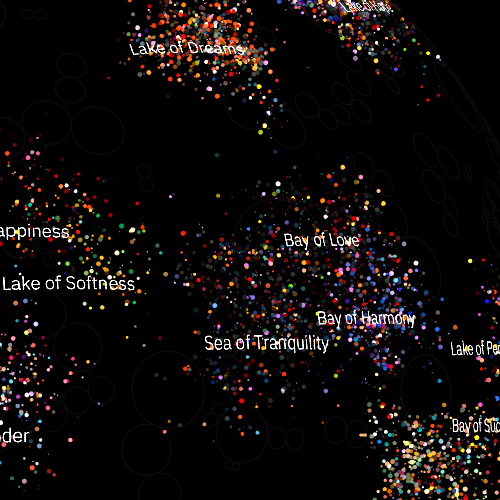 Lake of Dreams
appiness
Bay of Love
Lake of Softness
Bay of Harmony
Sea of Tranquility
Lake of Pe
Bay of Suc
der